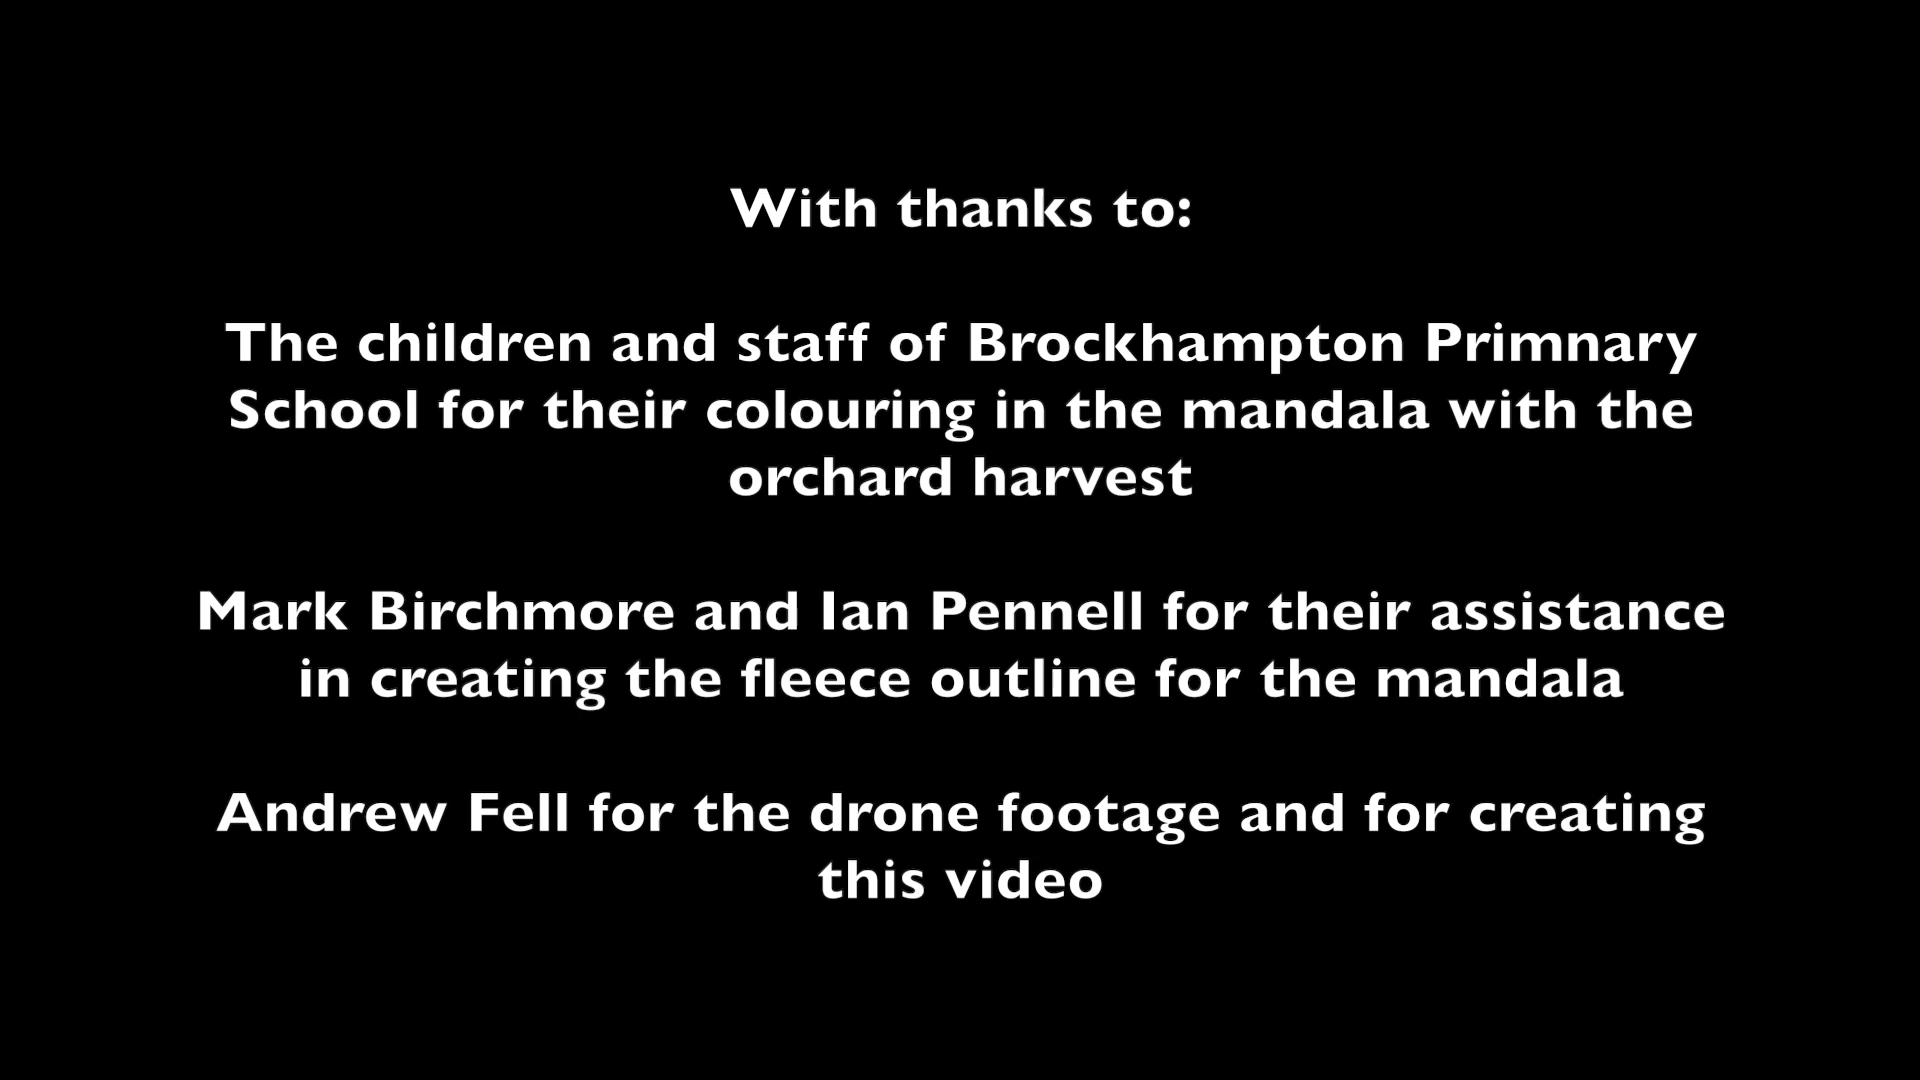 With thanks to:
The children and staff of Brockhampton Primnary
School for their colouring in the mandala with the
orchard harvest
Mark Birchmore and Ian Pennell for their assistance
in creating the fleece outline for the mandala
Andrew Fell for the drone footage and for creating
this video